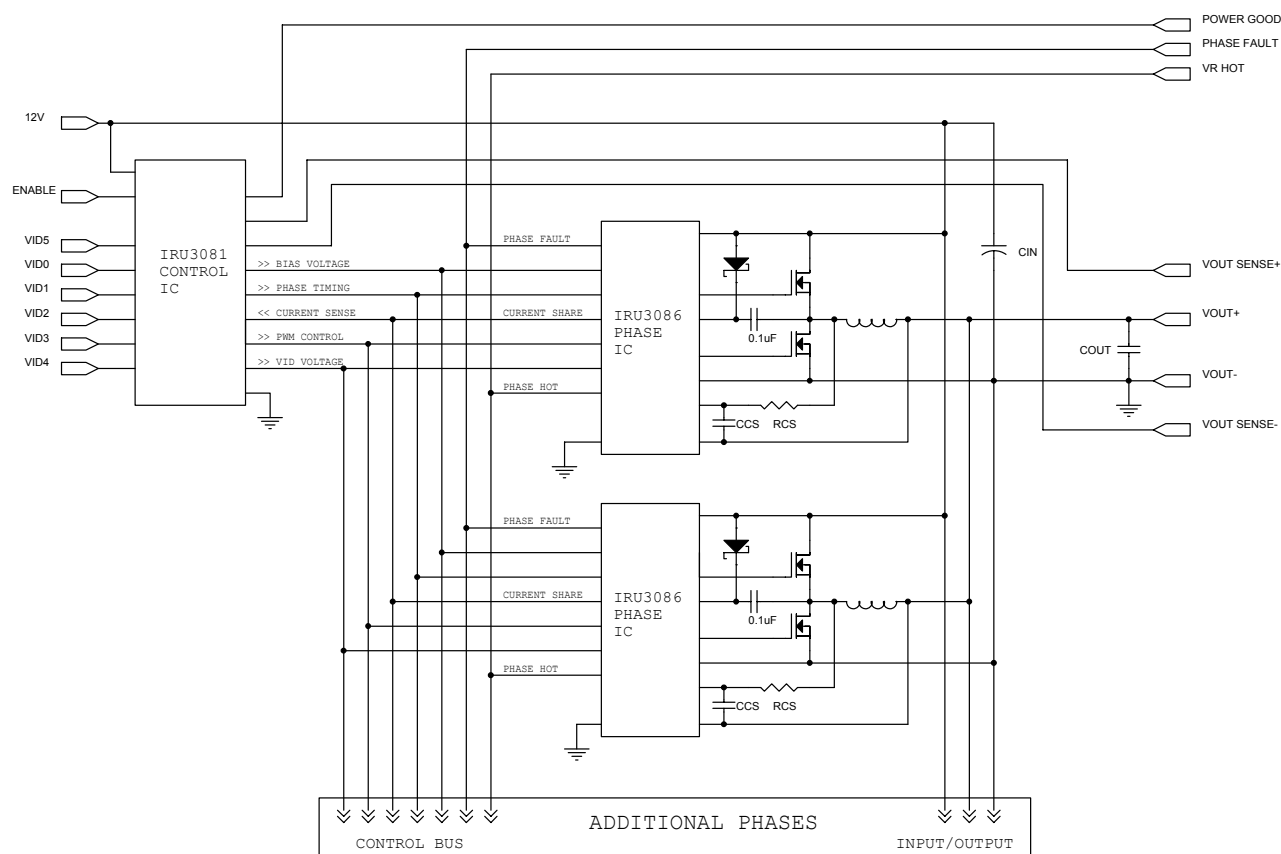 POWER GOOD
PHASE FAULT
VR HOT
12V
ENABLE
VID5
VID0
VID1
VID2
VID3
VID4
IRU3081
CONTROL
IC
>> BIAS VOLTAGE
>> PHASE TIMING
<< CURRENT SENSE
>> PWM CONTROL
>> VID VOLTAGE
PHASE FAULT
CURRENT SHARE
PHASE HOT
IRU3086
PHASE
IC
0.1uF
CCS
RCS
CIN
COUT
VOUT SENSE+
VOUT+
VOUT-
VOUT SENSE-
PHASE FAULT
CURRENT SHARE
PHASE HOT
IRU3086
PHASE
IC
0.1uF
CCS
RCS
ADDITIONAL PHASES
CONTROL BUS
INPUT/OUTPUT